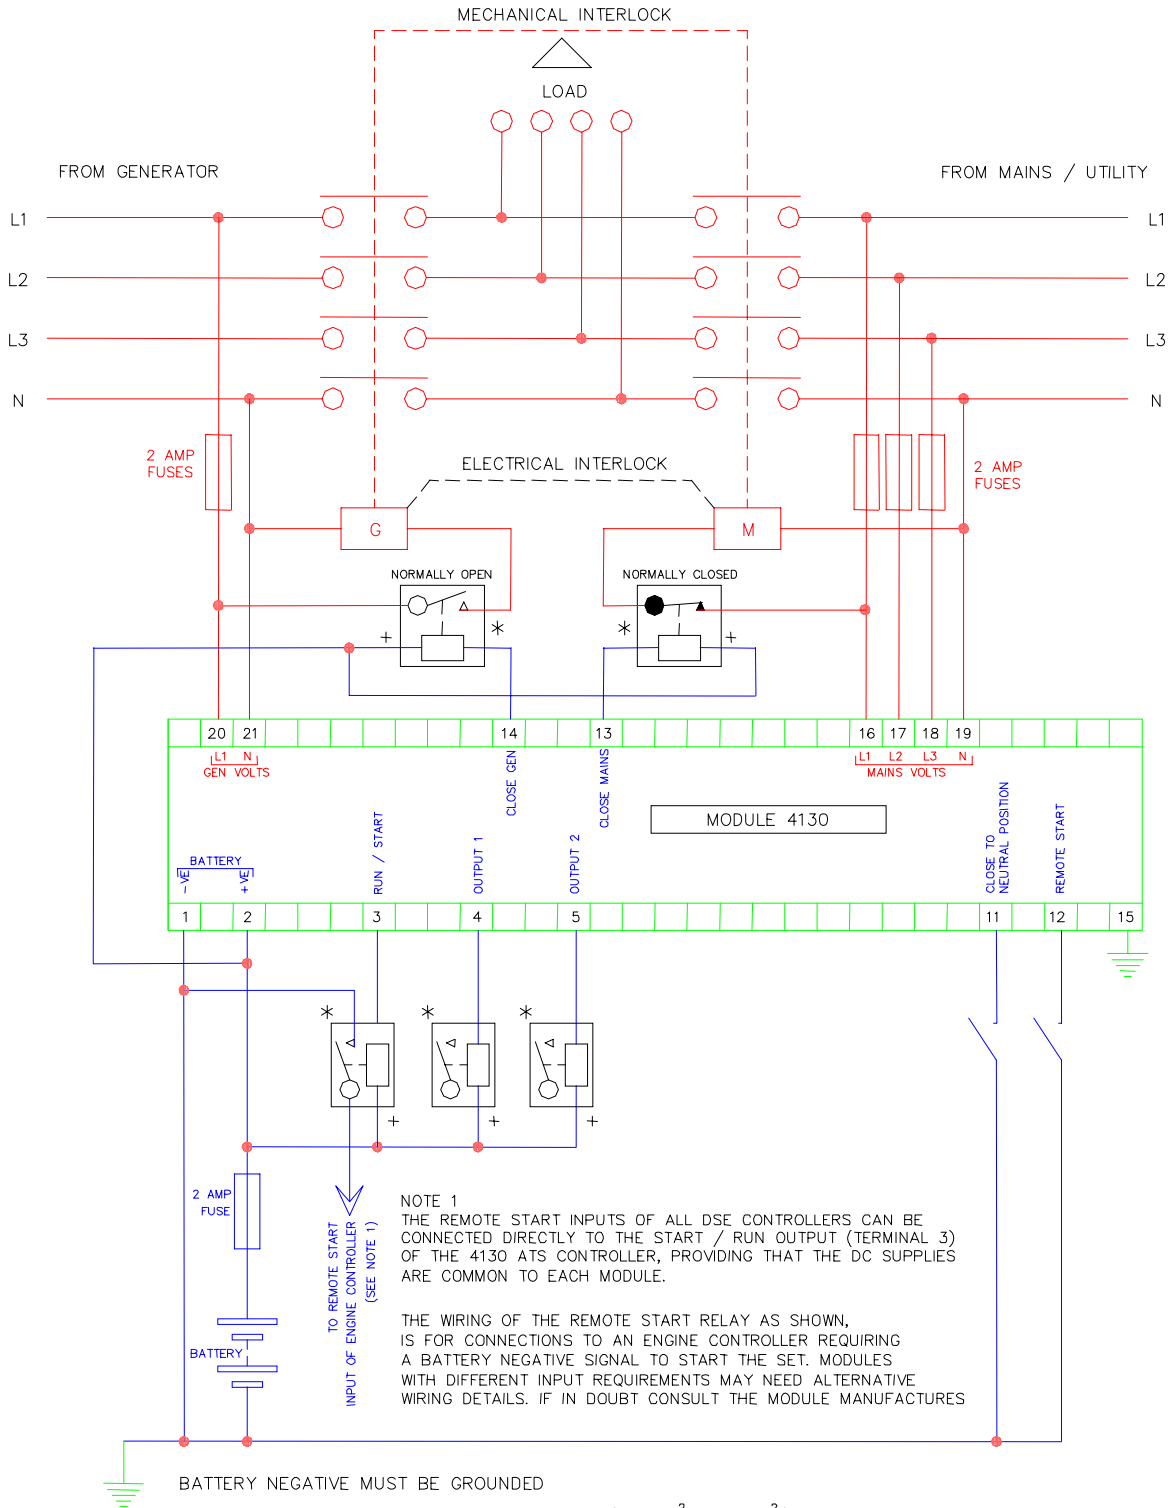 MECHANICAL INTERLOCK
LOAD
FROM GENERATOR
FROM MAINS / UTILITY
L1
L1
L2
L2
L3
L3
N
N
2 AMP
FUSES
ELECTRICAL INTERLOCK
2 AMP
FUSES
G
M
NORMALLY OPEN
NORMALLY CLOSED
+
*
*
+
20
21
14
13
16
17
18
19
L1
N
GEN VOLTS
CLOSE GEN
CLOSE MAINS
L1
L2
L3
N
MAINS VOLTS
MODULE 4130
BATTERY
-VE
+VE
RUN / START
OUTPUT 1
OUTPUT 2
CLOSE TO
NEUTRAL POSITION
REMOTE START
1
2
3
4
5
11
12
15
*
*
*
+
+
+
2 AMP
FUSE
TO REMOTE START
INPUT OF ENGINE CONTROLLER
(SEE NOTE 1)
BATTERY
NOTE 1
THE REMOTE START INPUTS OF ALL DSE CONTROLLERS CAN BE
CONNECTED DIRECTLY TO THE START / RUN OUTPUT (TERMINAL 3)
OF THE 4130 ATS CONTROLLER, PROVIDING THAT THE DC SUPPLIES
ARE COMMON TO EACH MODULE.
THE WIRING OF THE REMOTE START RELAY AS SHOWN,
IS FOR CONNECTIONS TO AN ENGINE CONTROLLER REQUIRING
A BATTERY NEGATIVE SIGNAL TO START THE SET. MODULES
WITH DIFFERENT INPUT REQUIREMENTS MAY NEED ALTERNATIVE
WIRING DETAILS. IF IN DOUBT CONSULT THE MODULE MANUFACTURES
BATTERY NEGATIVE MUST BE GROUNDED